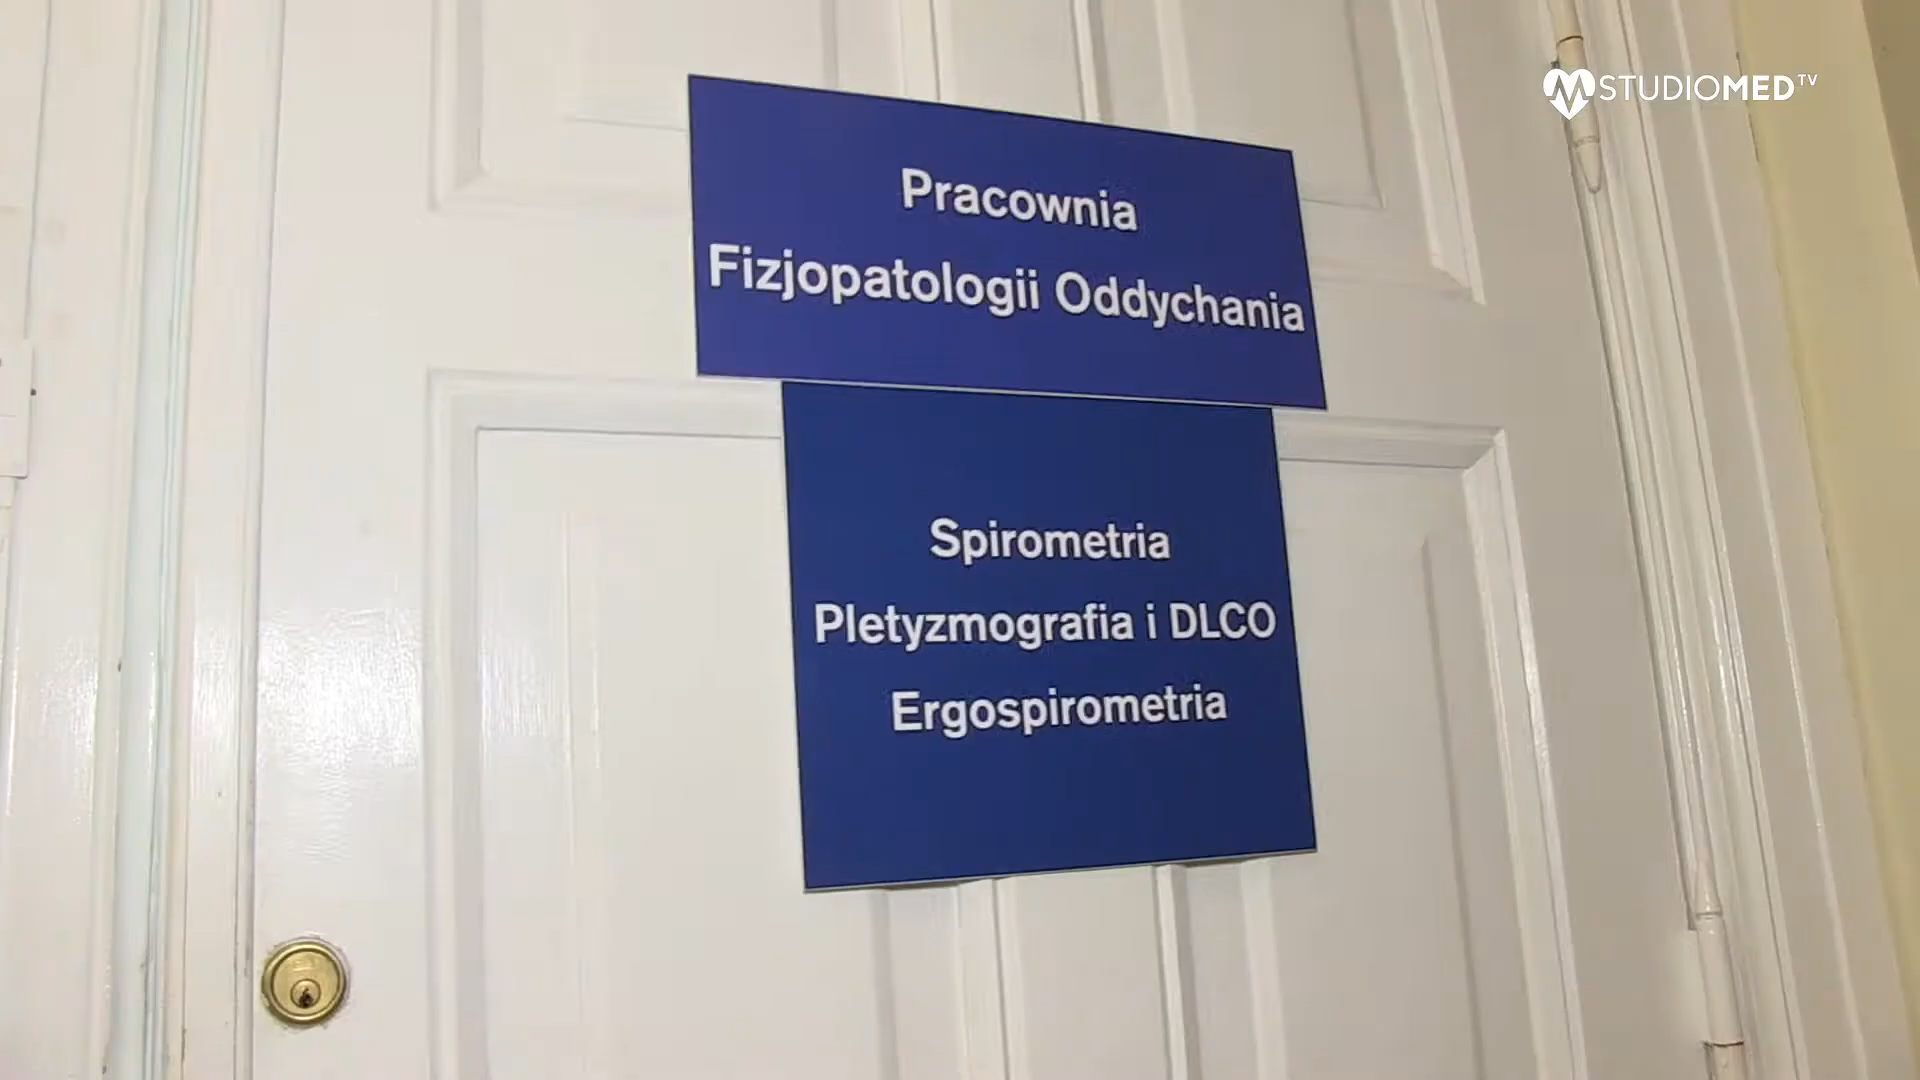 STUDIOMED TV
Pracownia
Fizjopatologii Oddychania
Spirometria
Pletyzmografia i DLCO
Ergospirometria